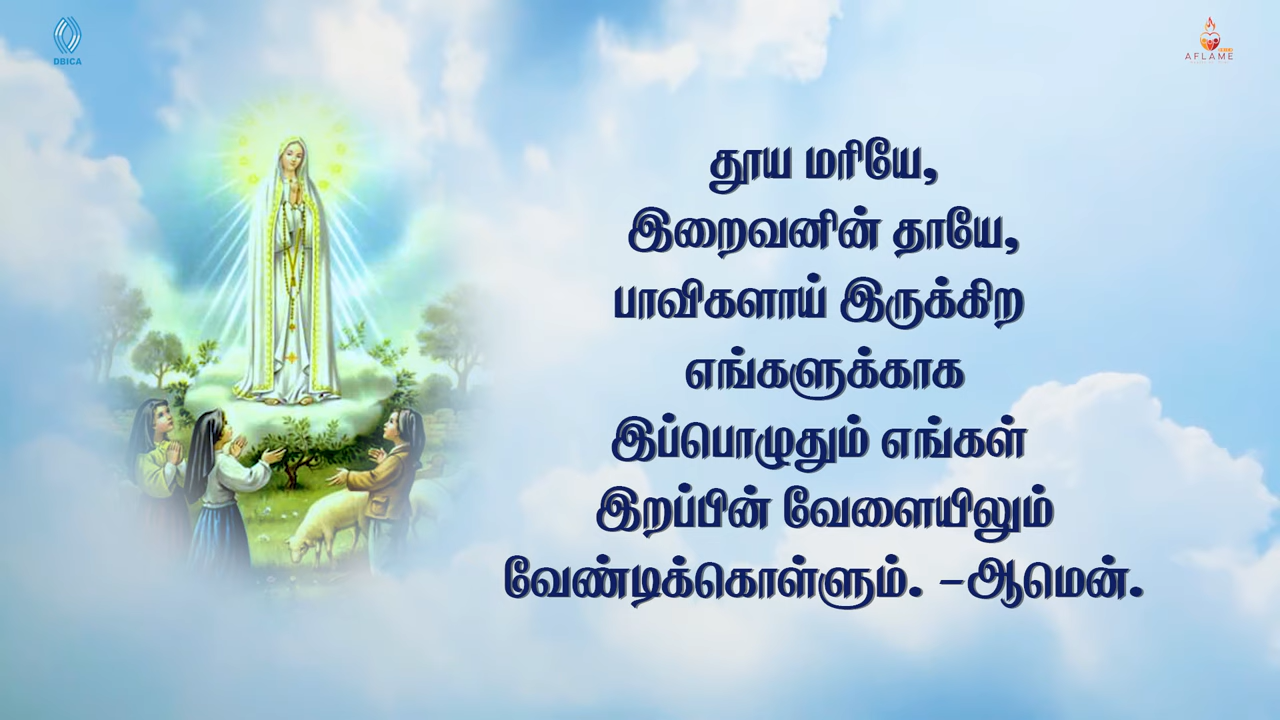 DBICA
AFLAME
தூய மரியே,
இறைவனின் தாயே,
பாவிகளாய் இருக்கிற
எங்களுக்காக
இப்பொழுதும் எங்கள்
இறப்பின் வேளையிலும்
வேண்டிக்கொள்ளும். -ஆமென்.